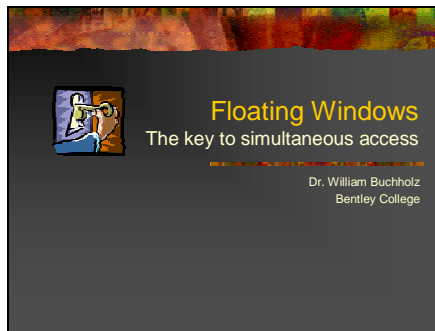 Floating Windows
The key to simultaneous access
Dr. William Buchholz
Bentley College